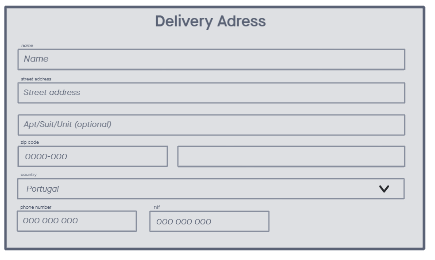 Delivery Adress
name
Name
street address
Street address
Apt/Suit/Unit (optional)
zip code
0000-000
country
Portugal
phone number nif
000 000 000 000 000 000